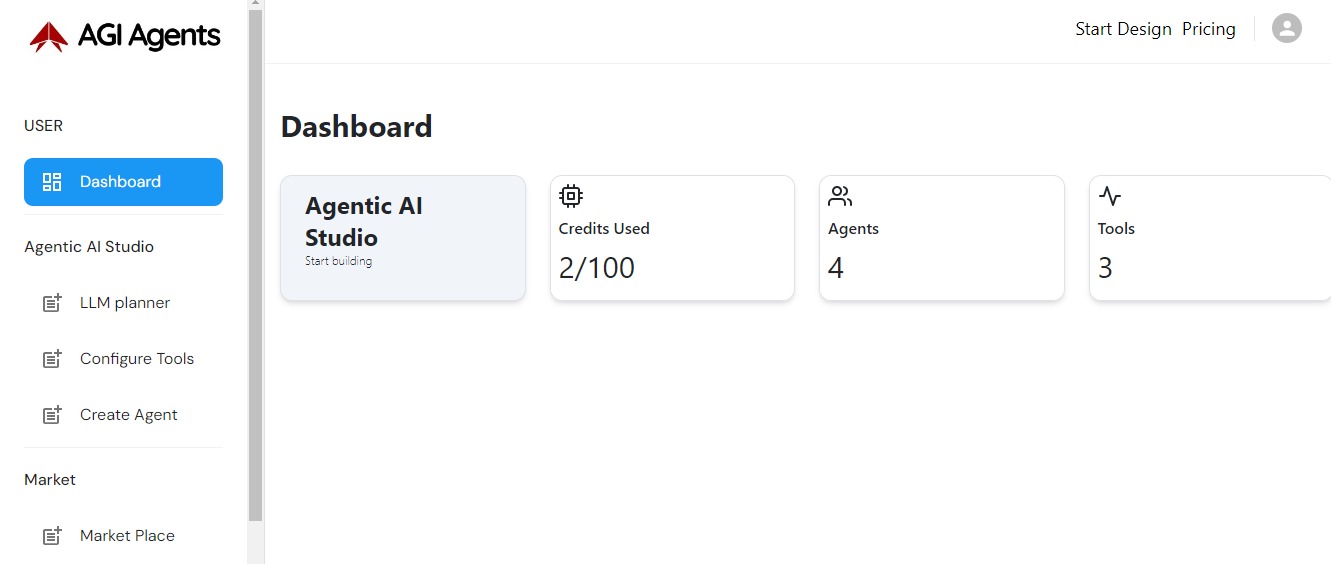 AGI Agents
USER
Dashboard
Agentic AI Studio
LLM planner
Configure Tools
Create Agent
Market
Market Place
Start Design Pricing
Dashboard
Agentic AI
Studio
Start building
Credits Used
2/100
Agents
4
Tools
3